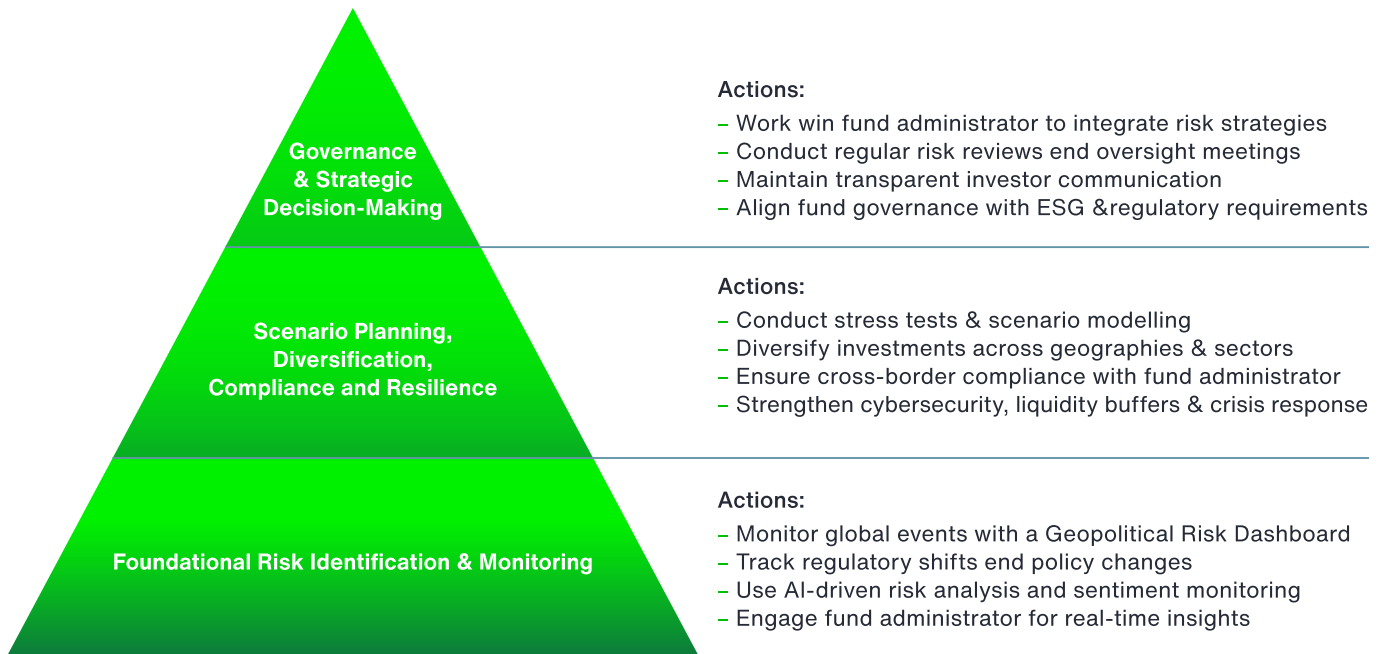 Governance
& Strategic
Decision-Making
Actions:
– Work win fund administrator to integrate risk strategies
– Conduct regular risk reviews end oversight meetings
– Maintain transparent investor communication
– Align fund governance with ESG &regulatory requirements
Scenario Planning,
Diversification,
Compliance and Resilience
Actions:
– Conduct stress tests & scenario modelling
– Diversify investments across geographies & sectors
– Ensure cross-border compliance with fund administrator
– Strengthen cybersecurity, liquidity buffers & crisis response
Foundational Risk Identification & Monitoring
Actions:
– Monitor global events with a Geopolitical Risk Dashboard
– Track regulatory shifts end policy changes
– Use AI-driven risk analysis and sentiment monitoring
– Engage fund administrator for real-time insights